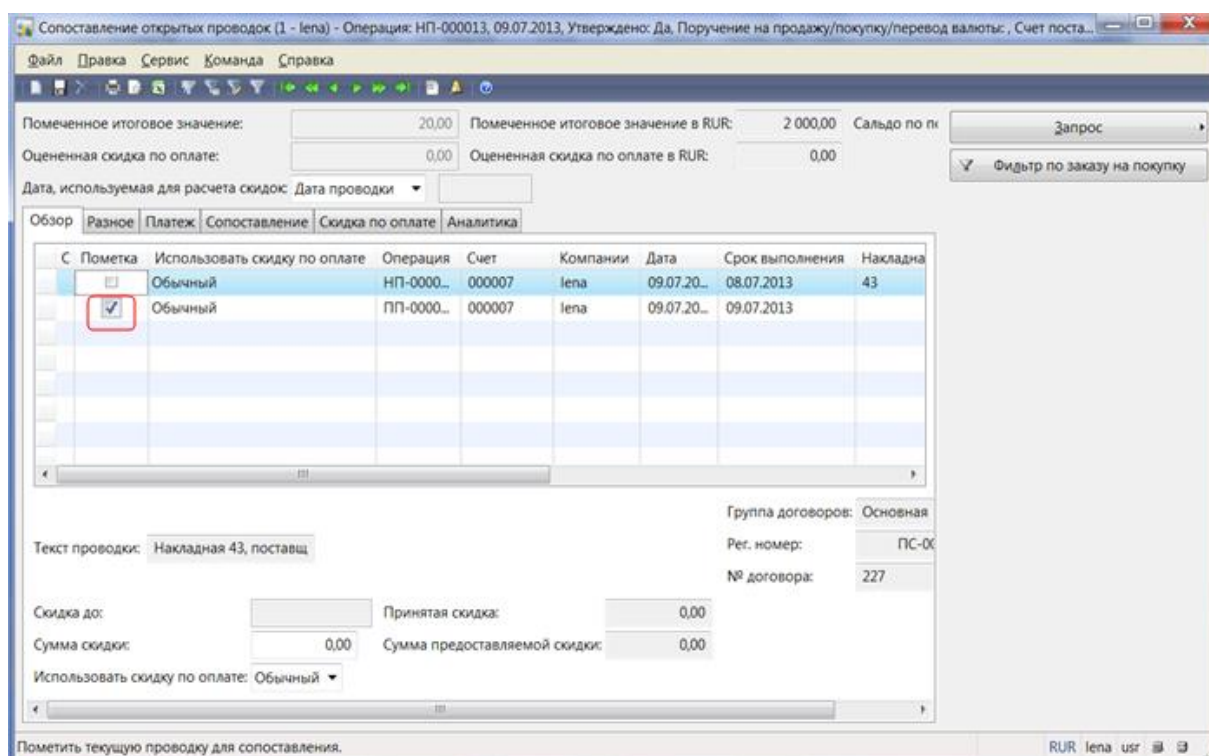 Сопоставление открытых проводок (1 - lena) - Операция: НП-000013, 09.07.2013, Утверждено: Да, Поручение на продажу/покупку/перевод валюты: , Счет поста...
Файл Правка Сервис Команда Справка
Помеченное итоговое значение: 20,00 Помеченное итоговое значение в RUR: 2 000,00 Сальдо по по
Запрос
Оцененная скидка по оплате: 0,00 Оцененная скидка по оплате в RUR: 0,00
Фильтр по заказу на покупку
Дата, используемая для расчета скидок: Дата проводки
Обзор Разное Платеж Сопоставление Скидка по оплате Аналитика
С Пометка Использовать скидку по оплате Операция Счет Компании Дата Срок выполнения Накладна
Обычный НП-0000... 000007 lena 09.07.20... 08.07.2013 43
Обычный ПП-0000... 000007 lena 09.07.20... 09.07.2013
Группа договоров: Основная
Текст проводки: Накладная 43, поставщ Рег. номер: ПС-00
№ договора: 227
Скидка до: Принятая скидка: 0,00
Сумма скидки: 0,00 Сумма предоставляемой скидки: 0,00
Использовать скидку по оплате: Обычный
Пометить текущую проводку для сопоставления. RUR lena usr